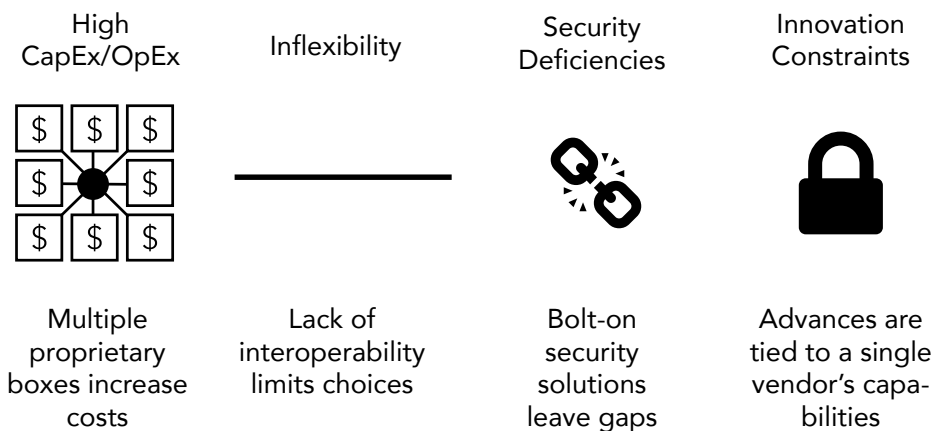 High
CapEx/OpEx
Inflexibility
Security
Deficiencies
Innovation
Constraints
$ $ $
$ $
$ $ $
Multiple
proprietary
boxes increase
costs
Lack of
interoperability
limits choices
Bolt-on
security
solutions
leave gaps
Advances are
tied to a single
vendor’s capa-
bilities